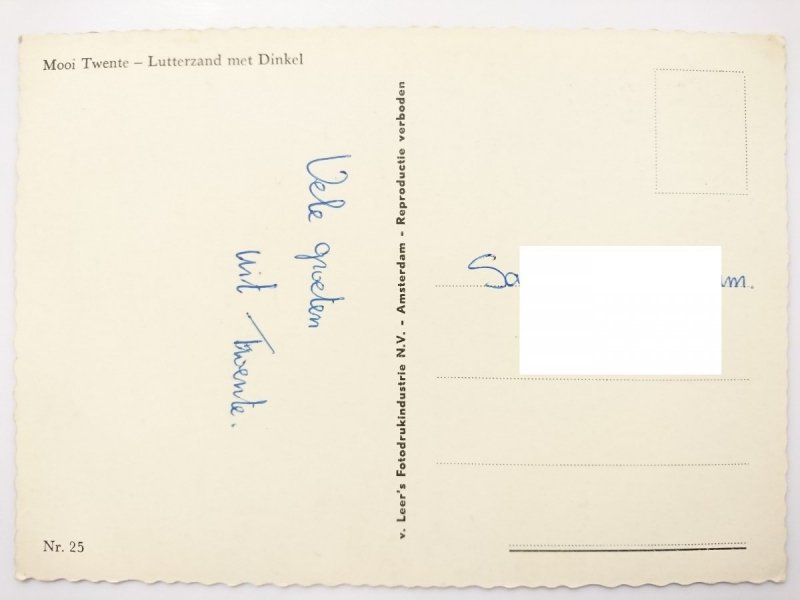 Mooi Twente – Lutterzand met Dinkel
Vele groeten
uit Twente.
Nr. 25
v. Leer's Fotodrukindustrie N.V. - Amsterdam - Reproductie verboden